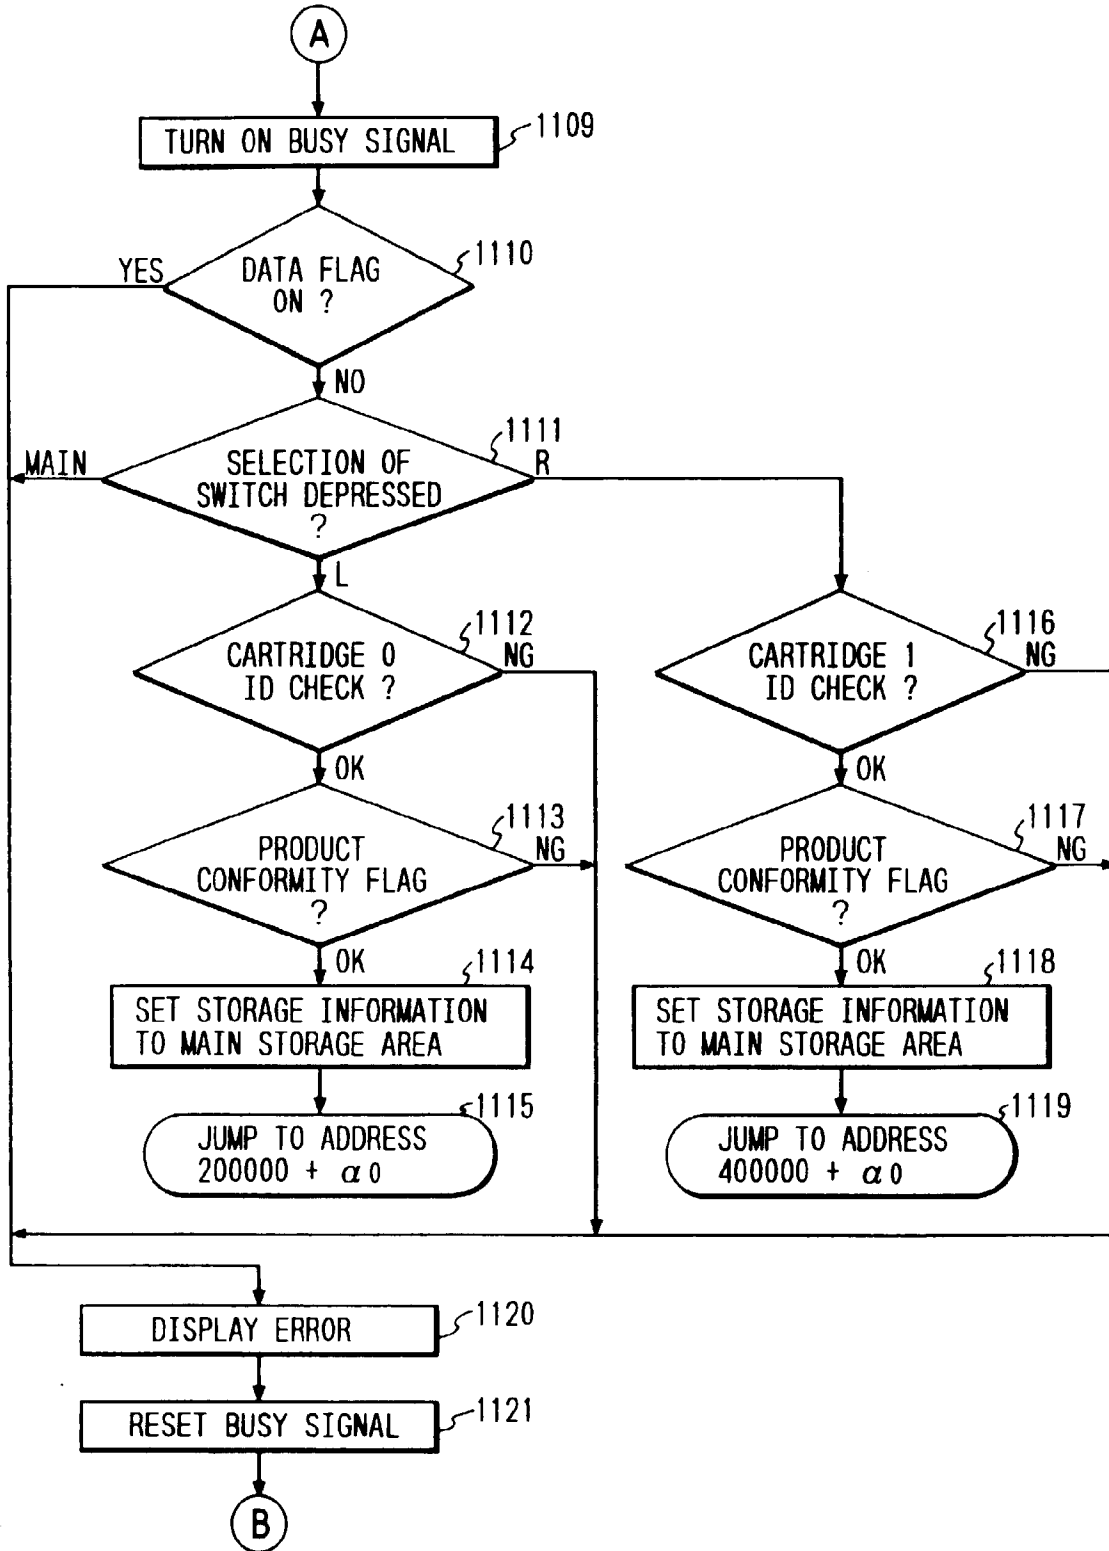 A
TURN ON BUSY SIGNAL
1109
YES
DATA FLAG
ON ?
1110
NO
MAIN
SELECTION OF
SWITCH DEPRESSED
?
1111
R
L
CARTRIDGE 0
ID CHECK ?
1112
NG
CARTRIDGE 1
ID CHECK ?
1116
NG
OK
OK
PRODUCT
CONFORMITY FLAG
?
1113
NG
PRODUCT
CONFORMITY FLAG
?
1117
NG
OK
OK
1114
SET STORAGE INFORMATION
TO MAIN STORAGE AREA
1118
SET STORAGE INFORMATION
TO MAIN STORAGE AREA
1115
JUMP TO ADDRESS
200000 + α0
1119
JUMP TO ADDRESS
400000 + α0
DISPLAY ERROR
1120
RESET BUSY SIGNAL
1121
B